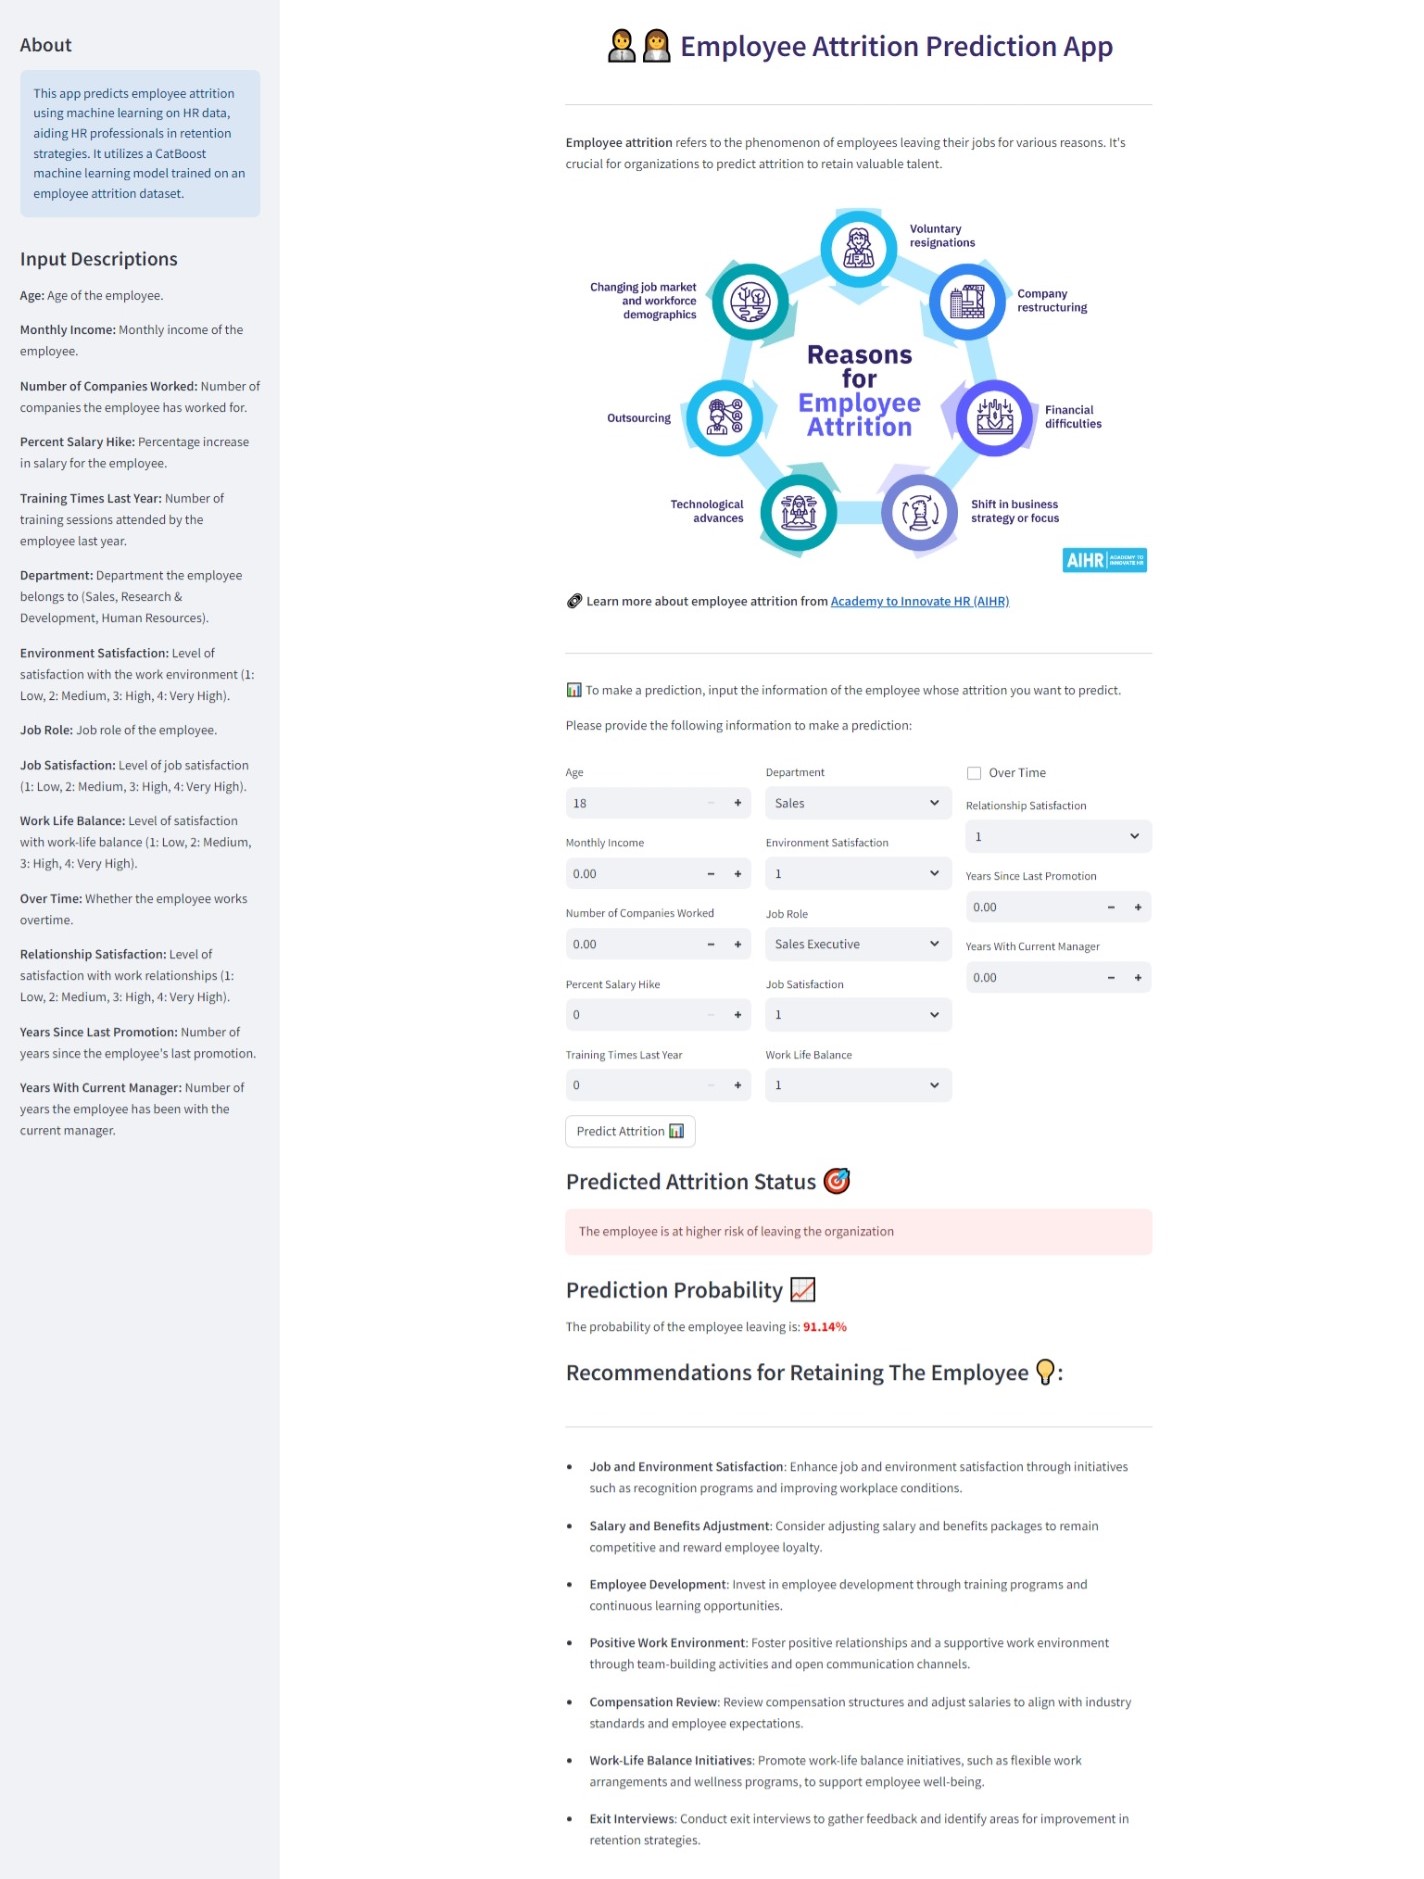 About
This app predicts employee attrition
using machine learning on HR data,
aiding HR professionals in retention
strategies. It utilizes a CatBoost
machine learning model trained on an
employee attrition dataset.
Input Descriptions
Age: Age of the employee.
Monthly Income: Monthly income of the
employee.
Number of Companies Worked: Number of
companies the employee has worked for.
Percent Salary Hike: Percentage increase
in salary for the employee.
Training Times Last Year: Number of
training sessions attended by the
employee last year.
Department: Department the employee
belongs to (Sales, Research &
Development, Human Resources).
Environment Satisfaction: Level of
satisfaction with the work environment (1:
Low, 2: Medium, 3: High, 4: Very High).
Job Role: Job role of the employee.
Job Satisfaction: Level of job satisfaction
(1: Low, 2: Medium, 3: High, 4: Very High).
Work Life Balance: Level of satisfaction
with work-life balance (1: Low, 2: Medium,
3: High, 4: Very High).
Over Time: Whether the employee works
overtime.
Relationship Satisfaction: Level of
satisfaction with work relationships (1:
Low, 2: Medium, 3: High, 4: Very High).
Years Since Last Promotion: Number of
years since the employee's last promotion.
Years With Current Manager: Number of
years the employee has been with the
current manager.
Employee Attrition Prediction App
Employee attrition refers to the phenomenon of employees leaving their jobs for various reasons. It's
crucial for organizations to predict attrition to retain valuable talent.
Voluntary
resignations
Changing job market
and workforce
demographics
Company
restructuring
Reasons
for
Employee
Attrition
Outsourcing
Financial
difficulties
Technological
advances
Shift in business
strategy or focus
AIHR ACADEMY TO
INNOVATE HR
Learn more about employee attrition from Academy to Innovate HR (AIHR)
To make a prediction, input the information of the employee whose attrition you want to predict.
Please provide the following information to make a prediction:
Age
18
Monthly Income
0.00
Number of Companies Worked
0.00
Percent Salary Hike
0
Training Times Last Year
0
Department
Sales
Environment Satisfaction
1
Job Role
Sales Executive
Job Satisfaction
1
Work Life Balance
1
Over Time
Relationship Satisfaction
1
Years Since Last Promotion
0.00
Years With Current Manager
0.00
Predict Attrition
Predicted Attrition Status
The employee is at higher risk of leaving the organization
Prediction Probability
The probability of the employee leaving is: 91.14%
Recommendations for Retaining The Employee :
• Job and Environment Satisfaction: Enhance job and environment satisfaction through initiatives
such as recognition programs and improving workplace conditions.
• Salary and Benefits Adjustment: Consider adjusting salary and benefits packages to remain
competitive and reward employee loyalty.
• Employee Development: Invest in employee development through training programs and
continuous learning opportunities.
• Positive Work Environment: Foster positive relationships and a supportive work environment
through team-building activities and open communication channels.
• Compensation Review: Review compensation structures and adjust salaries to align with industry
standards and employee expectations.
• Work-Life Balance Initiatives: Promote work-life balance initiatives, such as flexible work
arrangements and wellness programs, to support employee well-being.
• Exit Interviews: Conduct exit interviews to gather feedback and identify areas for improvement in
retention strategies.